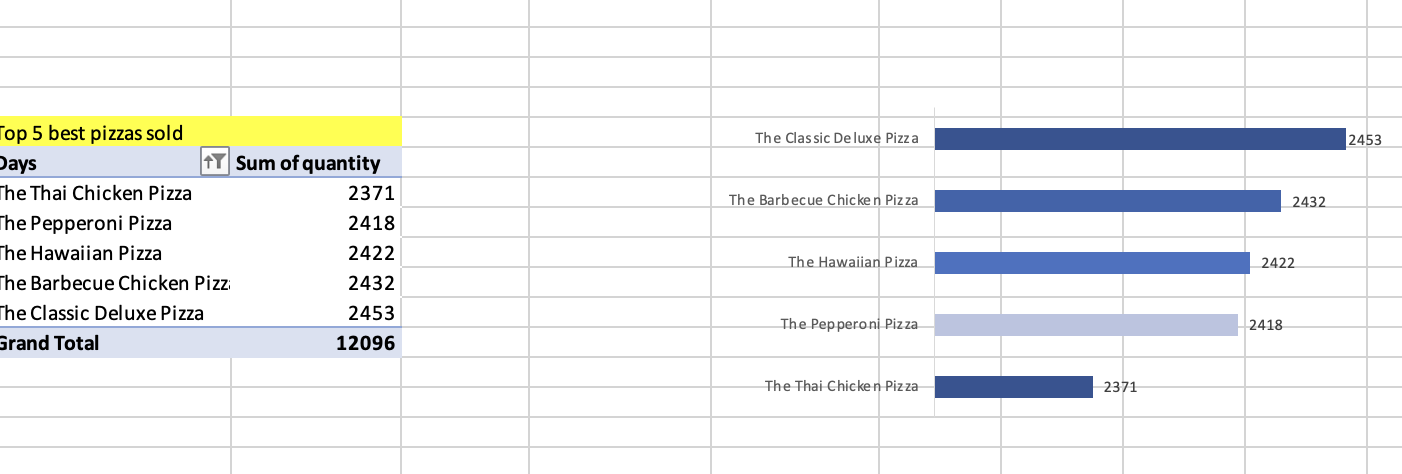 Top 5 best pizzas sold
Days Sum of quantity
The Thai Chicken Pizza 2371
The Pepperoni Pizza 2418
The Hawaiian Pizza 2422
The Barbecue Chicken Pizza 2432
The Classic Deluxe Pizza 2453
Grand Total 12096
The Classic Deluxe Pizza 2453
The Barbecue Chicken Pizza 2432
The Hawaiian Pizza 2422
The Pepperoni Pizza 2418
The Thai Chicken Pizza 2371